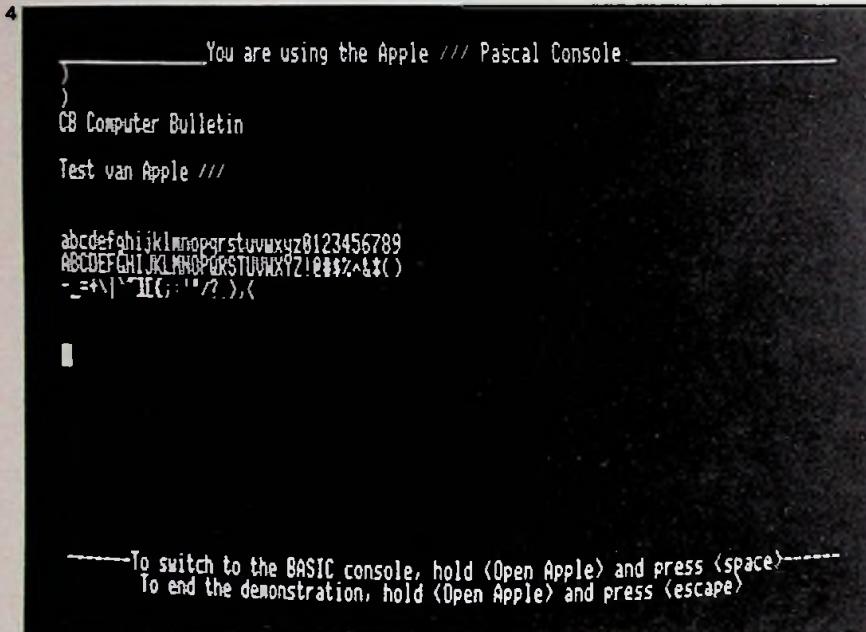 4
You are using the Apple /// Pascal Console
)
)
CB Computer Bulletin
Test van Apple ///
abcdefghijklmnopqrstuvwxyz0123456789
ABCDEFGHIJKLMNOPQRSTUVWXYZ!@#$%^&*()
-_=+\|`~][{;:'"/?.>,<
To switch to the BASIC console, hold <Open Apple> and press <space>
To end the demonstration, hold <Open Apple> and press <escape>